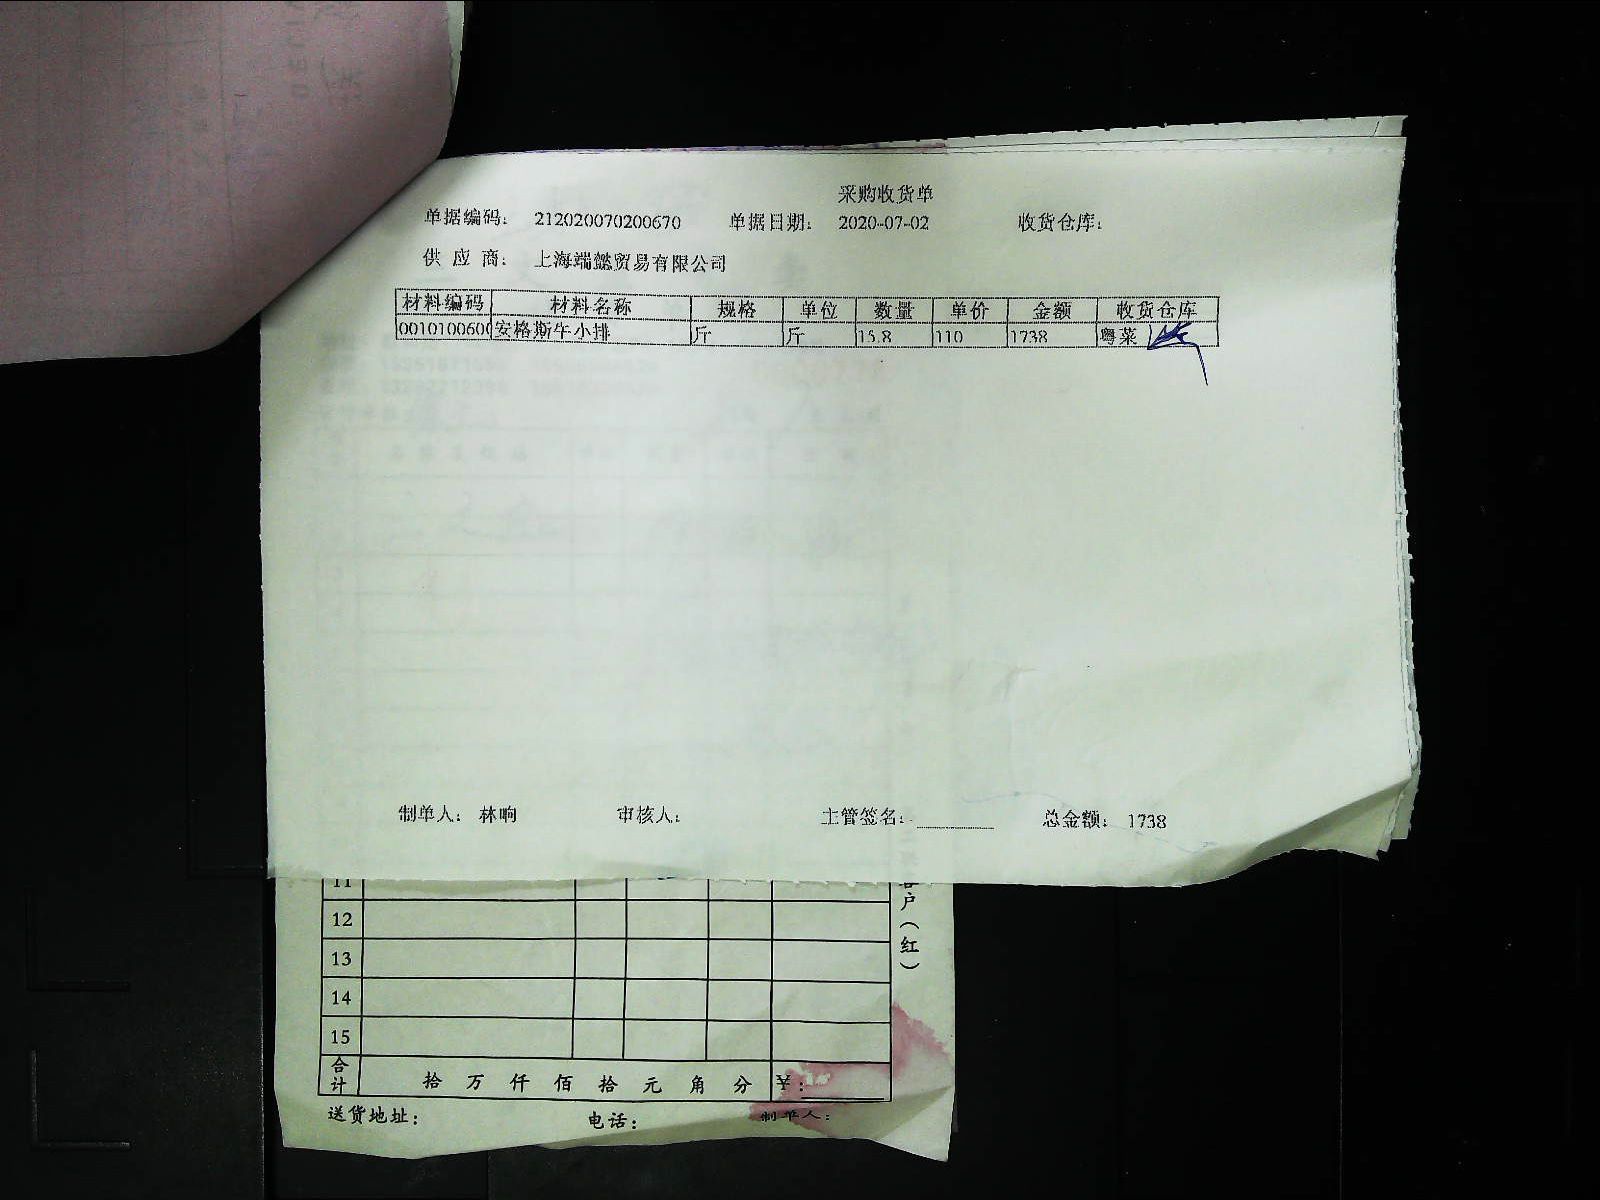 采购收货单
单据编码： 212020070200670 单据日期： 2020-07-02 收货仓库：
供 应 商： 上海端懿贸易有限公司
材料编码 材料名称 规格 单位 数量 单价 金额 收货仓库
0010100600 安格斯牛小排 斤 斤 15.8 110 1738 粤菜
制单人： 林响 审核人： 主管签名： 总金额： 1738
11
12
13
14
15
合计 拾 万 仟 佰 拾 元 角 分 ¥：
送货地址： 电话： 制单人：
客户（红）